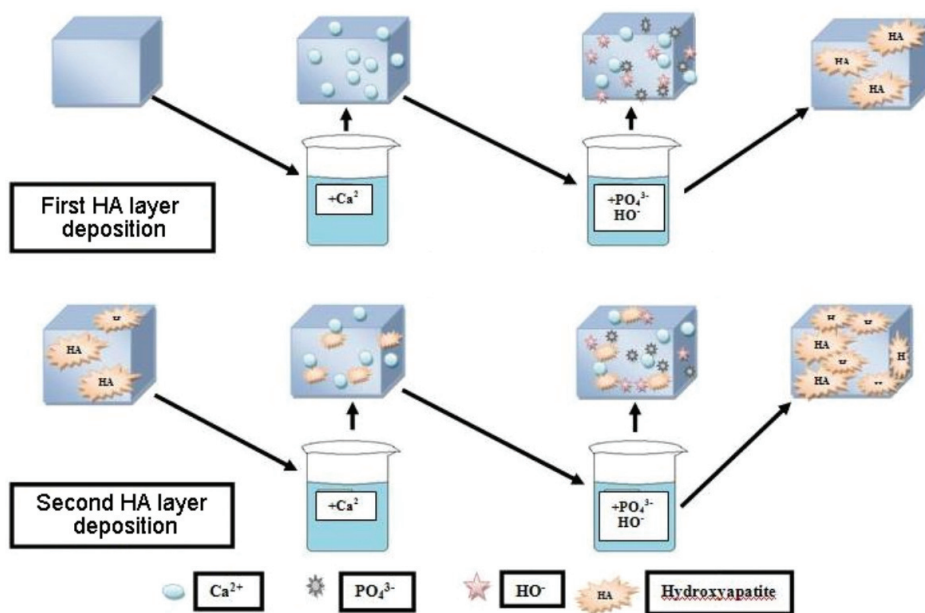 HA
HA
HA
+Ca²
+PO₄³⁻
HO⁻
First HA layer
deposition
HA
HA
H
HA
H
HA
H
+Ca²
+PO₄³⁻
HO⁻
Second HA layer
deposition
Ca²⁺
PO₄³⁻
HO⁻
HA
Hydroxyapatite